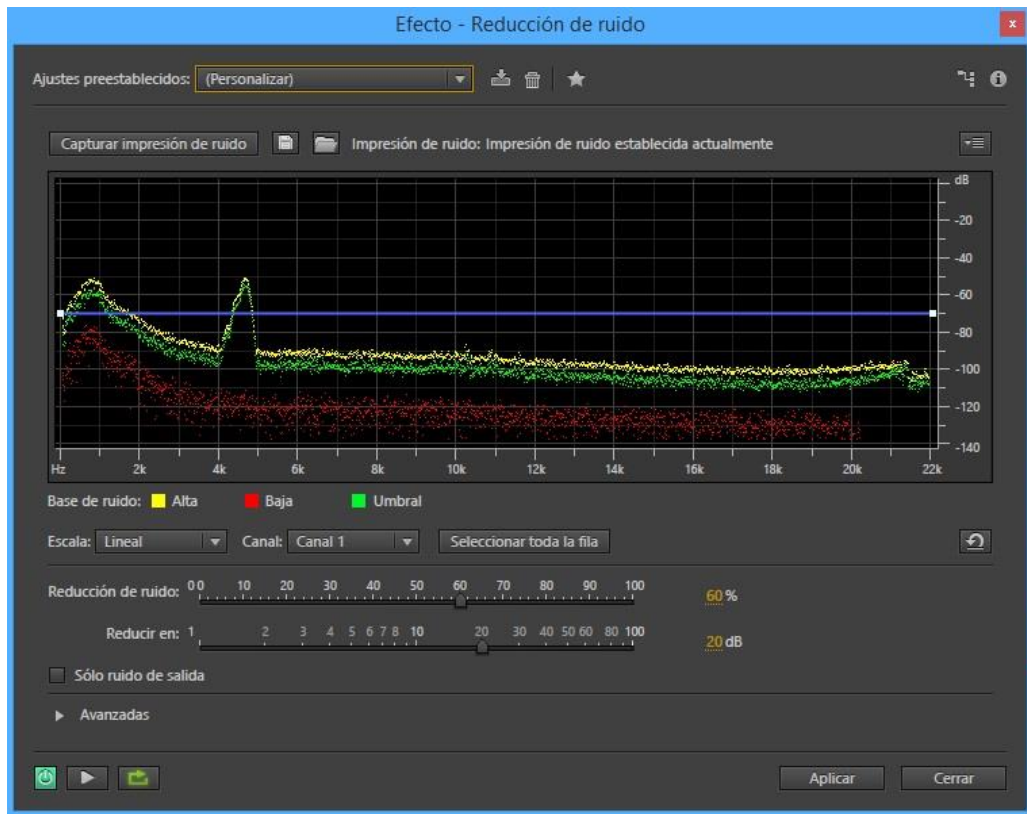 Efecto - Reducción de ruido
x
Ajustes preestablecidos: (Personalizar)
Capturar impresión de ruido Impresión de ruido: Impresión de ruido establecida actualmente
dB
-20
-40
-60
-80
-100
-120
-140
Hz 2k 4k 6k 8k 10k 12k 14k 16k 18k 20k 22k
Base de ruido: Alta Baja Umbral
Escala: Lineal Canal: Canal 1 Seleccionar toda la fila
Reducción de ruido: 0 0 10 20 30 40 50 60 70 80 90 100 60 %
Reducir en: 1 2 3 4 5 6 7 8 10 20 30 40 50 60 80 100 20 dB
Sólo ruido de salida
Avanzadas
Aplicar Cerrar